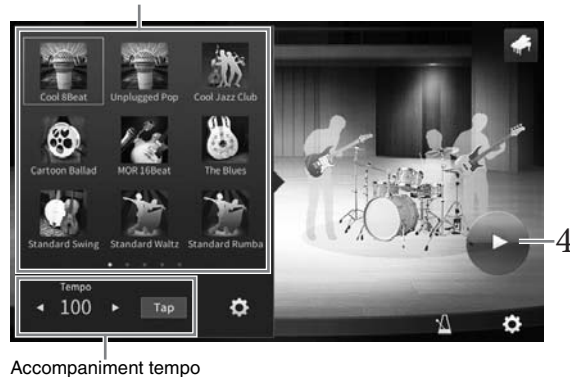 Cool 8Beat
Unplugged Pop
Cool Jazz Club
Cartoon Ballad
MOR 16Beat
The Blues
Standard Swing
Standard Waltz
Standard Rumba
4
Tempo
100
Tap
Accompaniment tempo